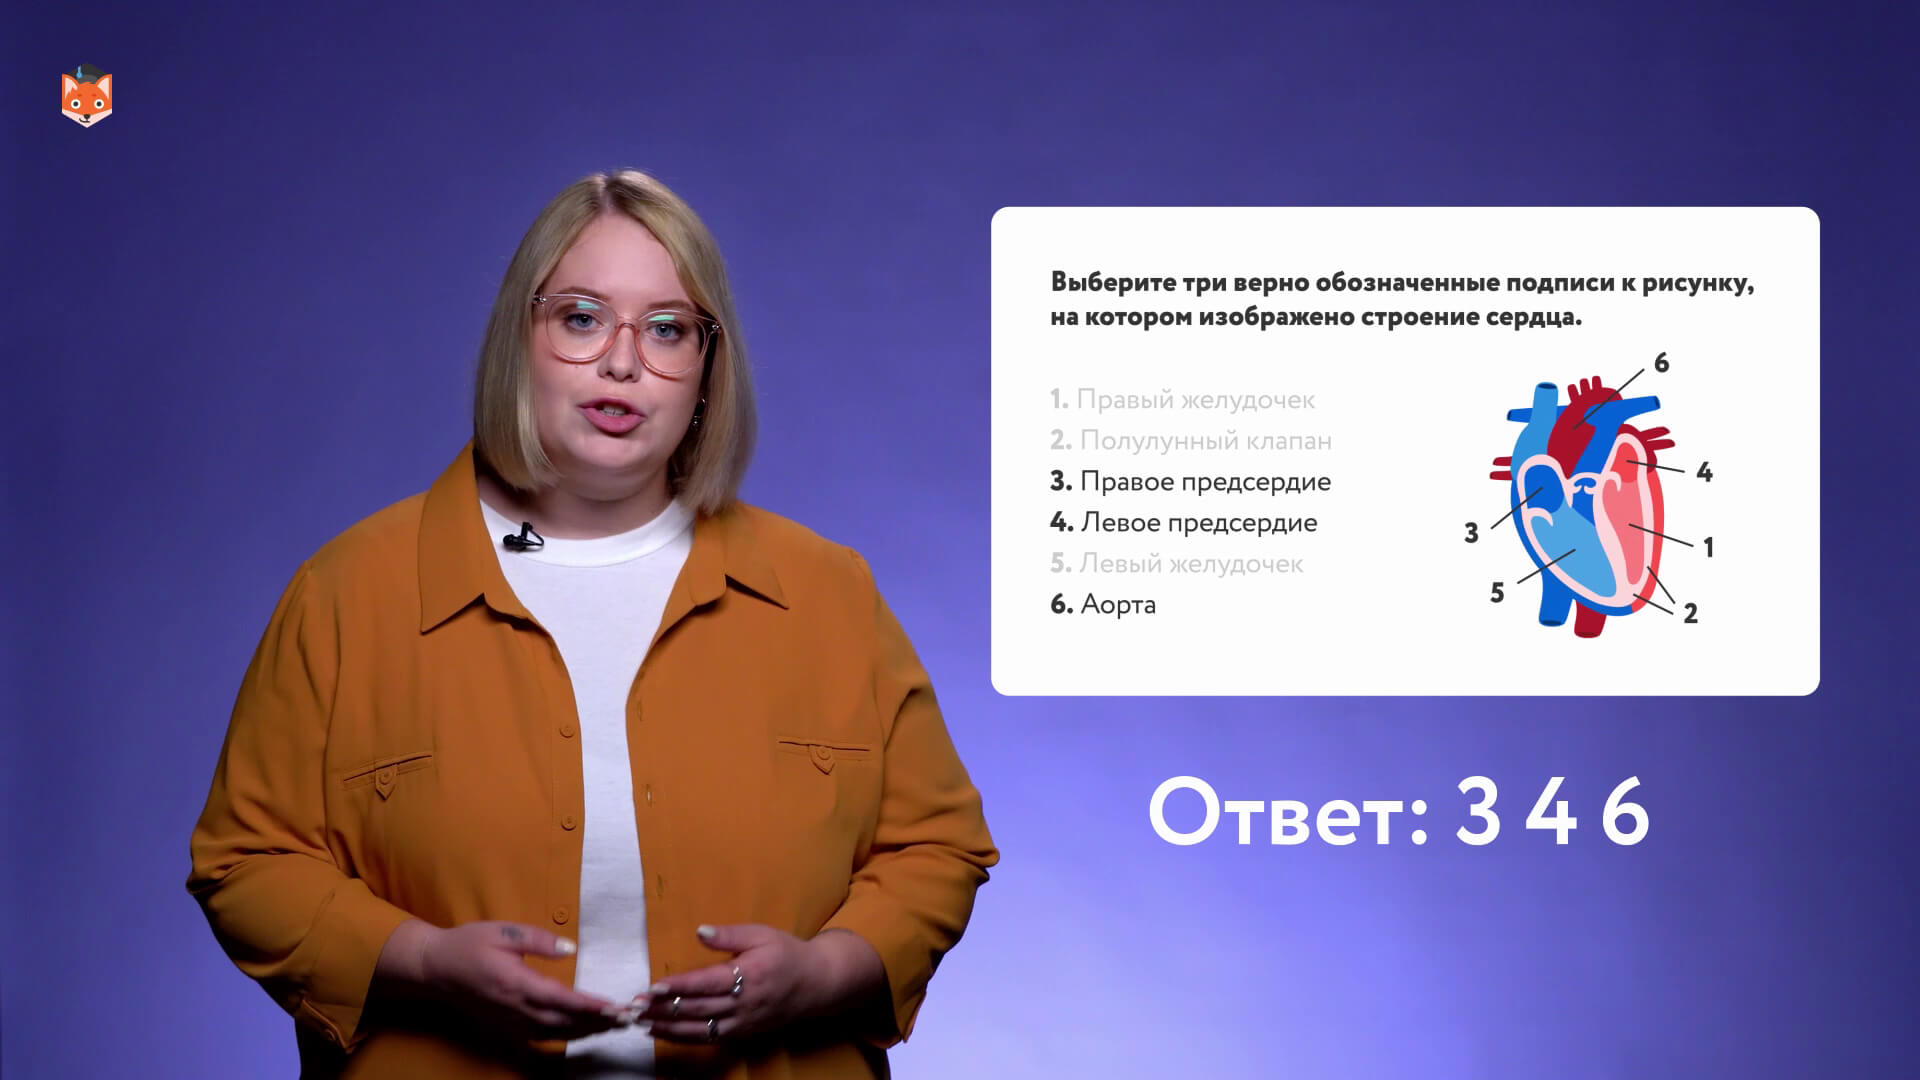 Выберите три верно обозначенные подписи к рисунку,
на котором изображено строение сердца.
1. Правый желудочек
2. Полулунный клапан
3. Правое предсердие
4. Левое предсердие
5. Левый желудочек
6. Аорта
6
4
3
1
5
2
Ответ: 3 4 6